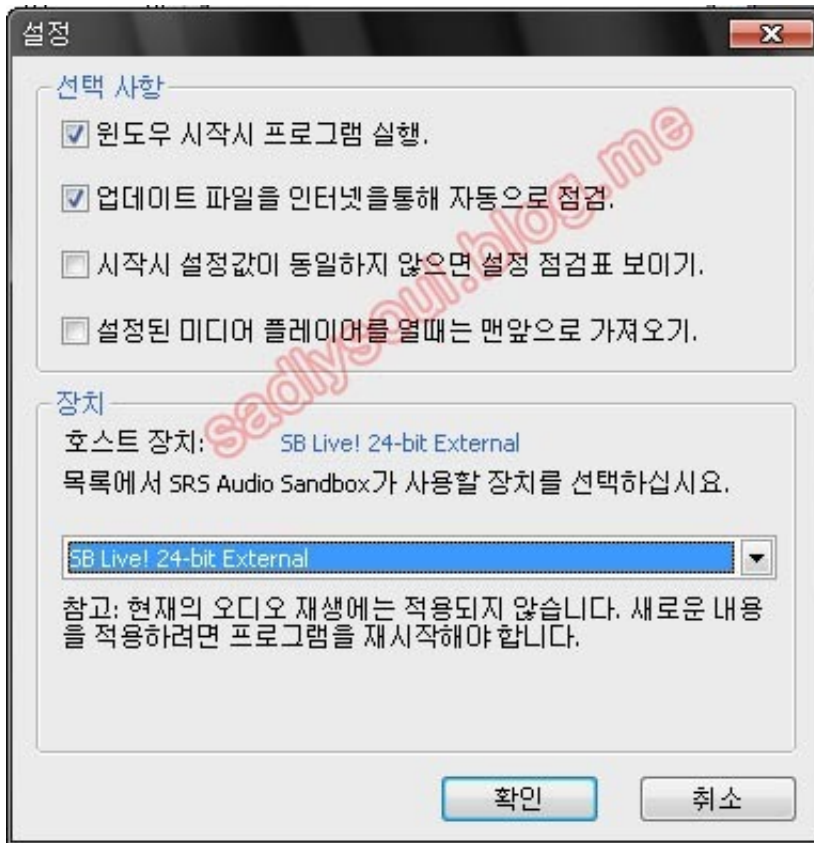 설정
선택 사항
윈도우 시작시 프로그램 실행.
업데이트 파일을 인터넷을통해 자동으로 점검.
시작시 설정값이 동일하지 않으면 설정 점검표 보이기.
설정된 미디어 플레이어를 열때는 맨앞으로 가져오기.
sadlysoul.blog.me
장치
호스트 장치: SB Live! 24-bit External
목록에서 SRS Audio Sandbox가 사용할 장치를 선택하십시요.
SB Live! 24-bit External
참고: 현재의 오디오 재생에는 적용되지 않습니다. 새로운 내용
을 적용하려면 프로그램을 재시작해야합니다.
확인 취소